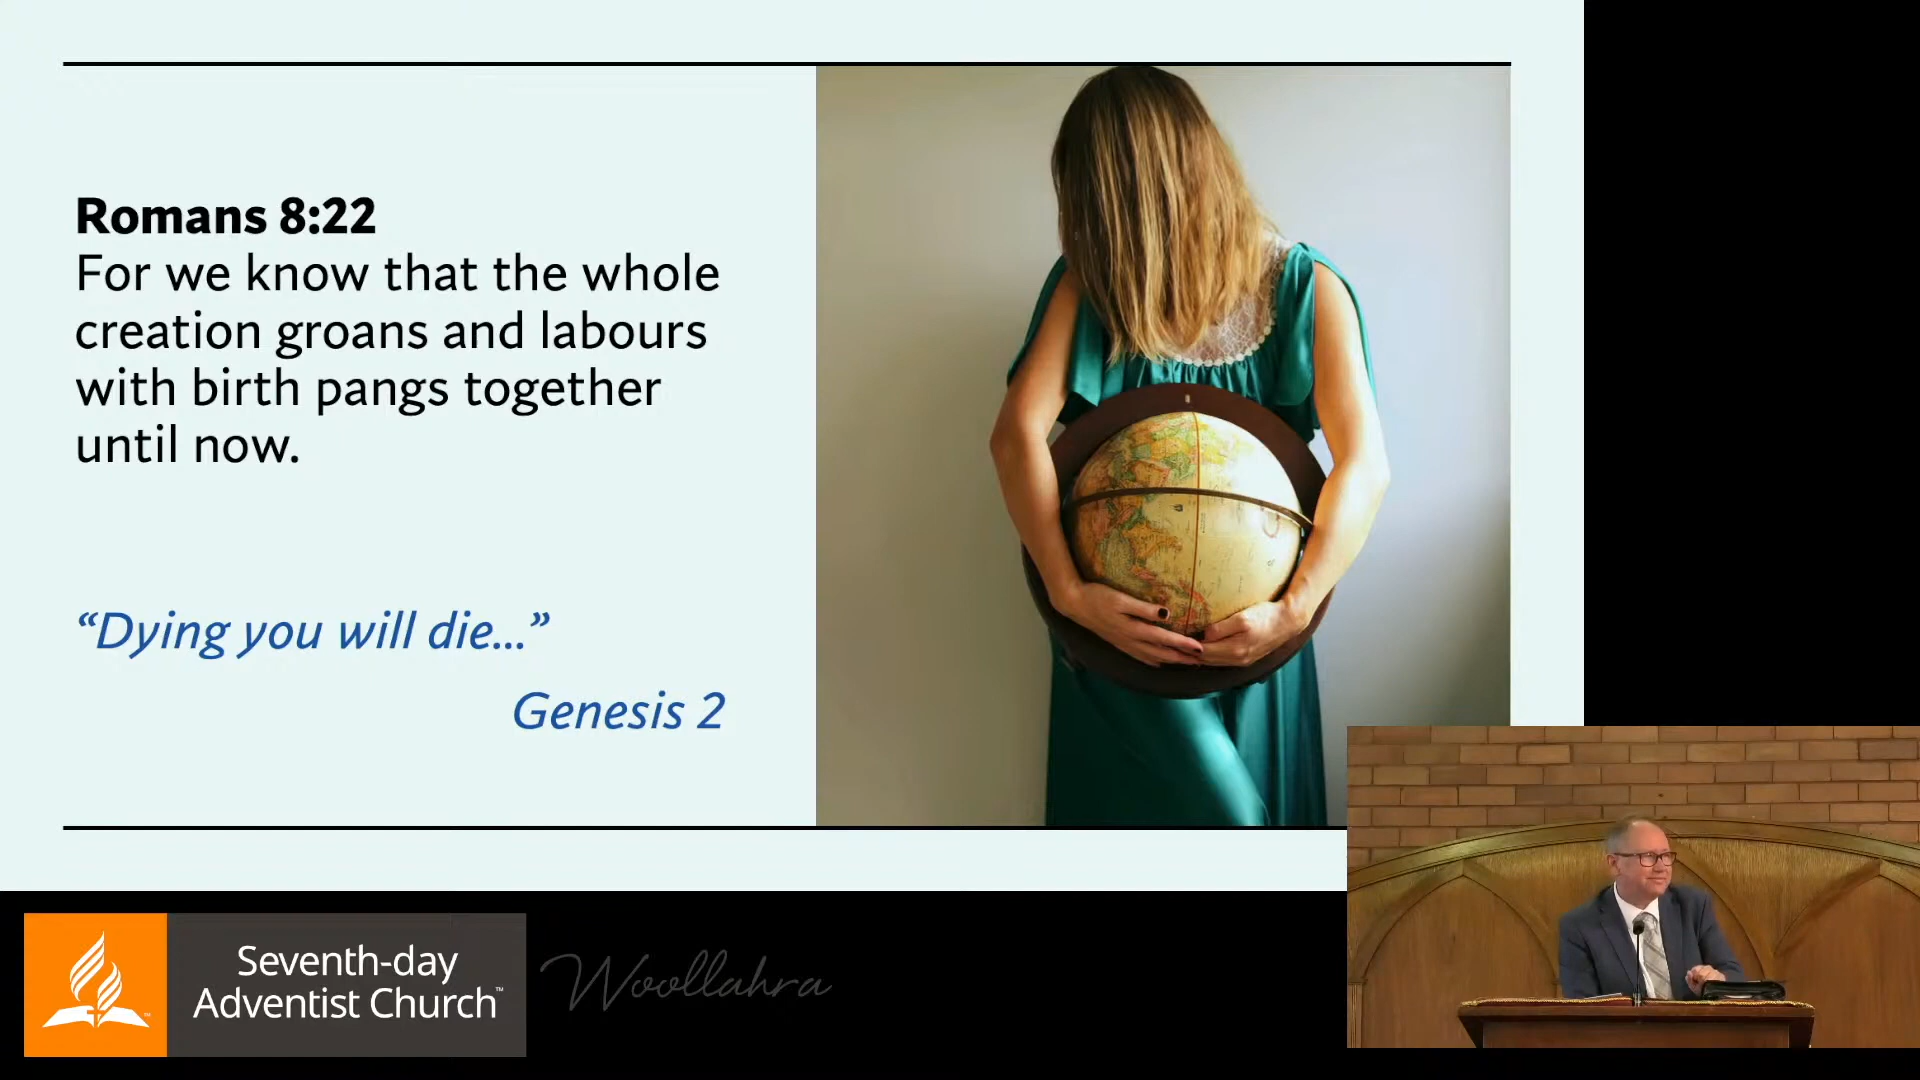 Romans 8:22
For we know that the whole
creation groans and labours
with birth pangs together
until now.
“Dying you will die...”
Genesis 2
Seventh-day
Adventist Church™
Woollahra